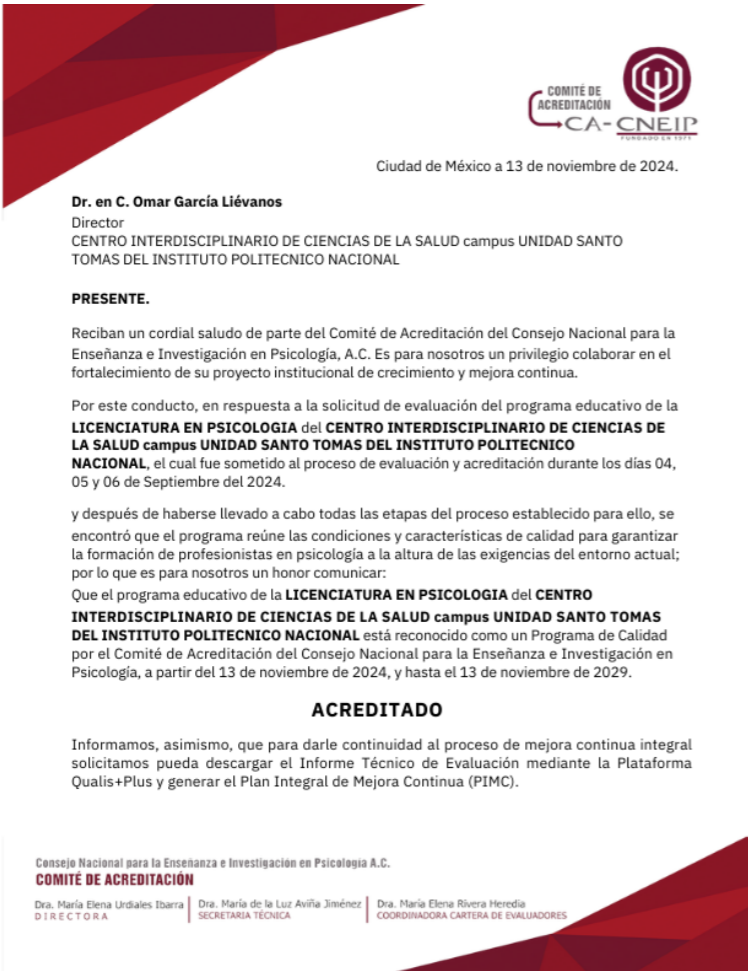 COMITÉ DE
ACREDITACIÓN
CA-CNEIP
FUNDADO EN 1971
Ciudad de México a 13 de noviembre de 2024.
Dr. en C. Omar García Liévanos
Director
CENTRO INTERDISCIPLINARIO DE CIENCIAS DE LA SALUD campus UNIDAD SANTO
TOMAS DEL INSTITUTO POLITECNICO NACIONAL
PRESENTE.
Reciban un cordial saludo de parte del Comité de Acreditación del Consejo Nacional para la
Enseñanza e Investigación en Psicología, A.C. Es para nosotros un privilegio colaborar en el
fortalecimiento de su proyecto institucional de crecimiento y mejora continua.
Por este conducto, en respuesta a la solicitud de evaluación del programa educativo de la
LICENCIATURA EN PSICOLOGIA del CENTRO INTERDISCIPLINARIO DE CIENCIAS DE
LA SALUD campus UNIDAD SANTO TOMAS DEL INSTITUTO POLITECNICO
NACIONAL, el cual fue sometido al proceso de evaluación y acreditación durante los días 04,
05 y 06 de Septiembre del 2024.
y después de haberse llevado a cabo todas las etapas del proceso establecido para ello, se
encontró que el programa reúne las condiciones y características de calidad para garantizar
la formación de profesionistas en psicología a la altura de las exigencias del entorno actual;
por lo que es para nosotros un honor comunicar:
Que el programa educativo de la LICENCIATURA EN PSICOLOGIA del CENTRO
INTERDISCIPLINARIO DE CIENCIAS DE LA SALUD campus UNIDAD SANTO TOMAS
DEL INSTITUTO POLITECNICO NACIONAL está reconocido como un Programa de Calidad
por el Comité de Acreditación del Consejo Nacional para la Enseñanza e Investigación en
Psicología, a partir del 13 de noviembre de 2024, y hasta el 13 de noviembre de 2029.
ACREDITADO
Informamos, asimismo, que para darle continuidad al proceso de mejora continua integral
solicitamos pueda descargar el Informe Técnico de Evaluación mediante la Plataforma
Qualis+Plus y generar el Plan Integral de Mejora Continua (PIMC).
Consejo Nacional para la Enseñanza e Investigación en Psicología A.C.
COMITÉ DE ACREDITACIÓN
Dra. María Elena Urdiales Ibarra
DIRECTORA
Dra. María de la Luz Aviña Jiménez
SECRETARIA TÉCNICA
Dra. María Elena Rivera Heredia
COORDINADORA CARTERA DE EVALUADORES